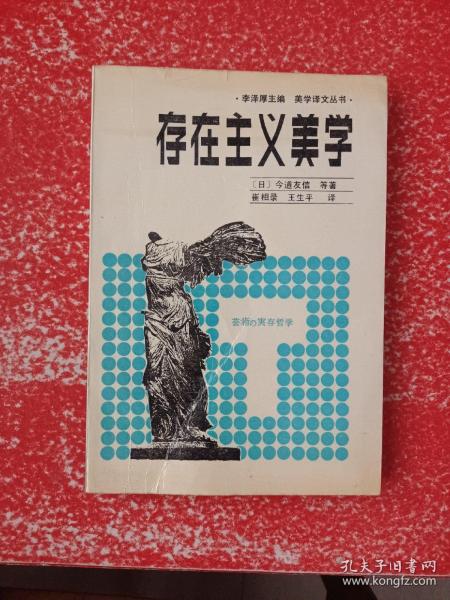 ·李泽厚主编 美学译文丛书·
存在主义美学
〔日〕今道友信 等著
崔相录 王生平 译
芸術の実存哲学
孔夫子旧书网
www.kongfz.com